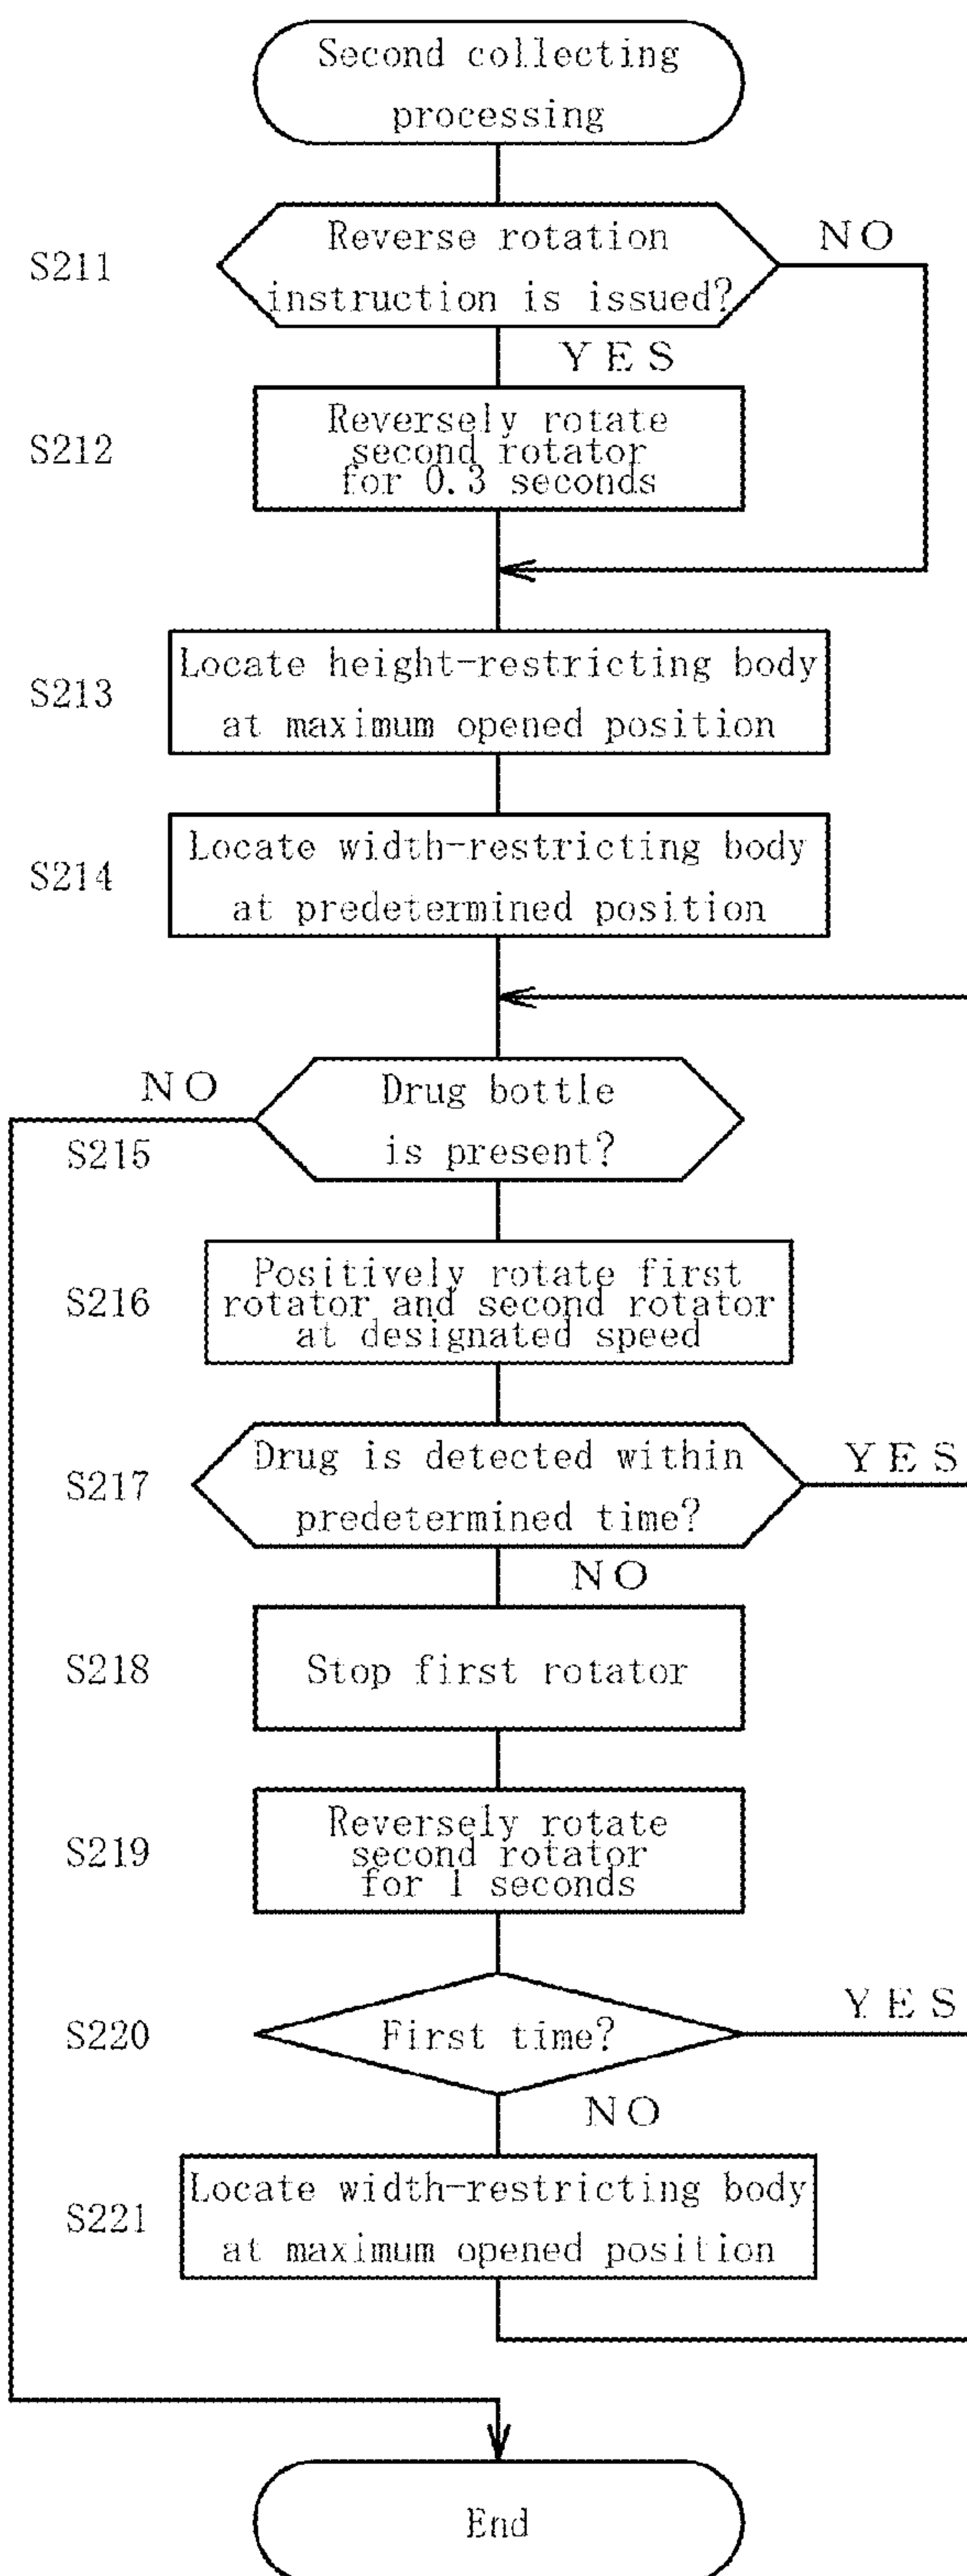 Second collecting
processing
S211
Reverse rotation
instruction is issued?
NO
YES
S212
Reversely rotate
second rotator
for 0.3 seconds
S213
Locate height-restricting body
at maximum opened position
S214
Locate width-restricting body
at predetermined position
NO
S215
Drug bottle
is present?
S216
Positively rotate first
rotator and second rotator
at designated speed
S217
Drug is detected within
predetermined time?
YES
NO
S218
Stop first rotator
S219
Reversely rotate
second rotator
for 1 seconds
S220
First time?
YES
NO
S221
Locate width-restricting body
at maximum opened position
End